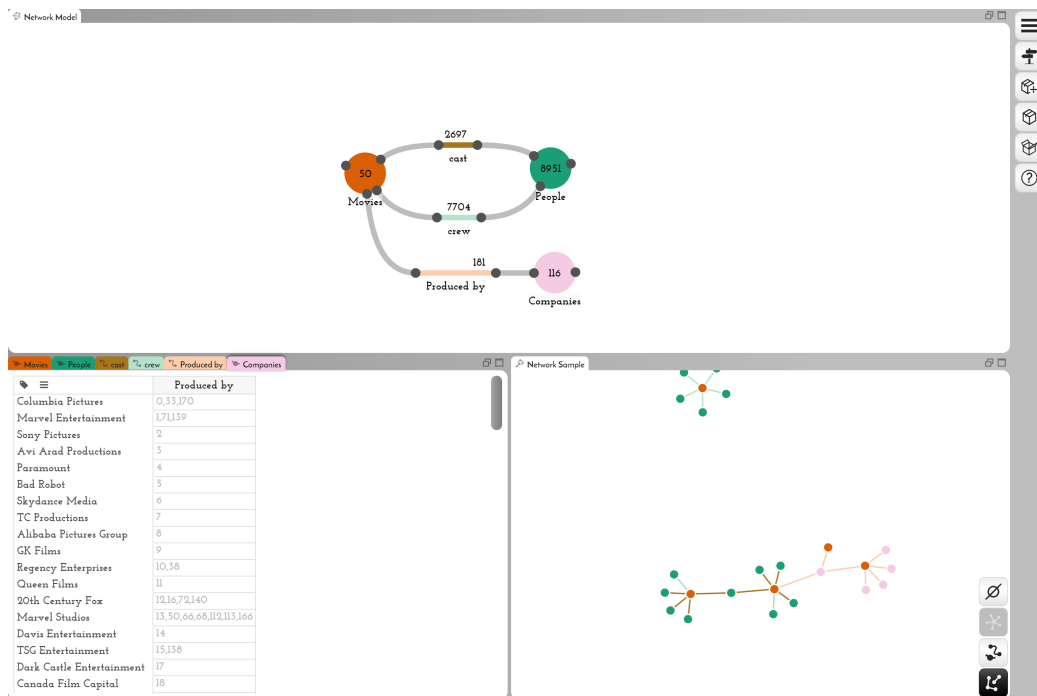 Network Model
2697
cast
50
Movies
8951
People
7704
crew
181
Produced by
116
Companies
Movies People cast crew Produced by Companies
Produced by
Columbia Pictures 0,33,170
Marvel Entertainment 1,71,139
Sony Pictures 2
Avi Arad Productions 3
Paramount 4
Bad Robot 5
Skydance Media 6
TC Productions 7
Alibaba Pictures Group 8
GK Films 9
Regency Enterprises 10,38
Queen Films 11
20th Century Fox 12,16,72,140
Marvel Studios 13,50,66,68,112,113,166
Davis Entertainment 14
TSG Entertainment 15,138
Dark Castle Entertainment 17
Canada Film Capital 18
Network Sample